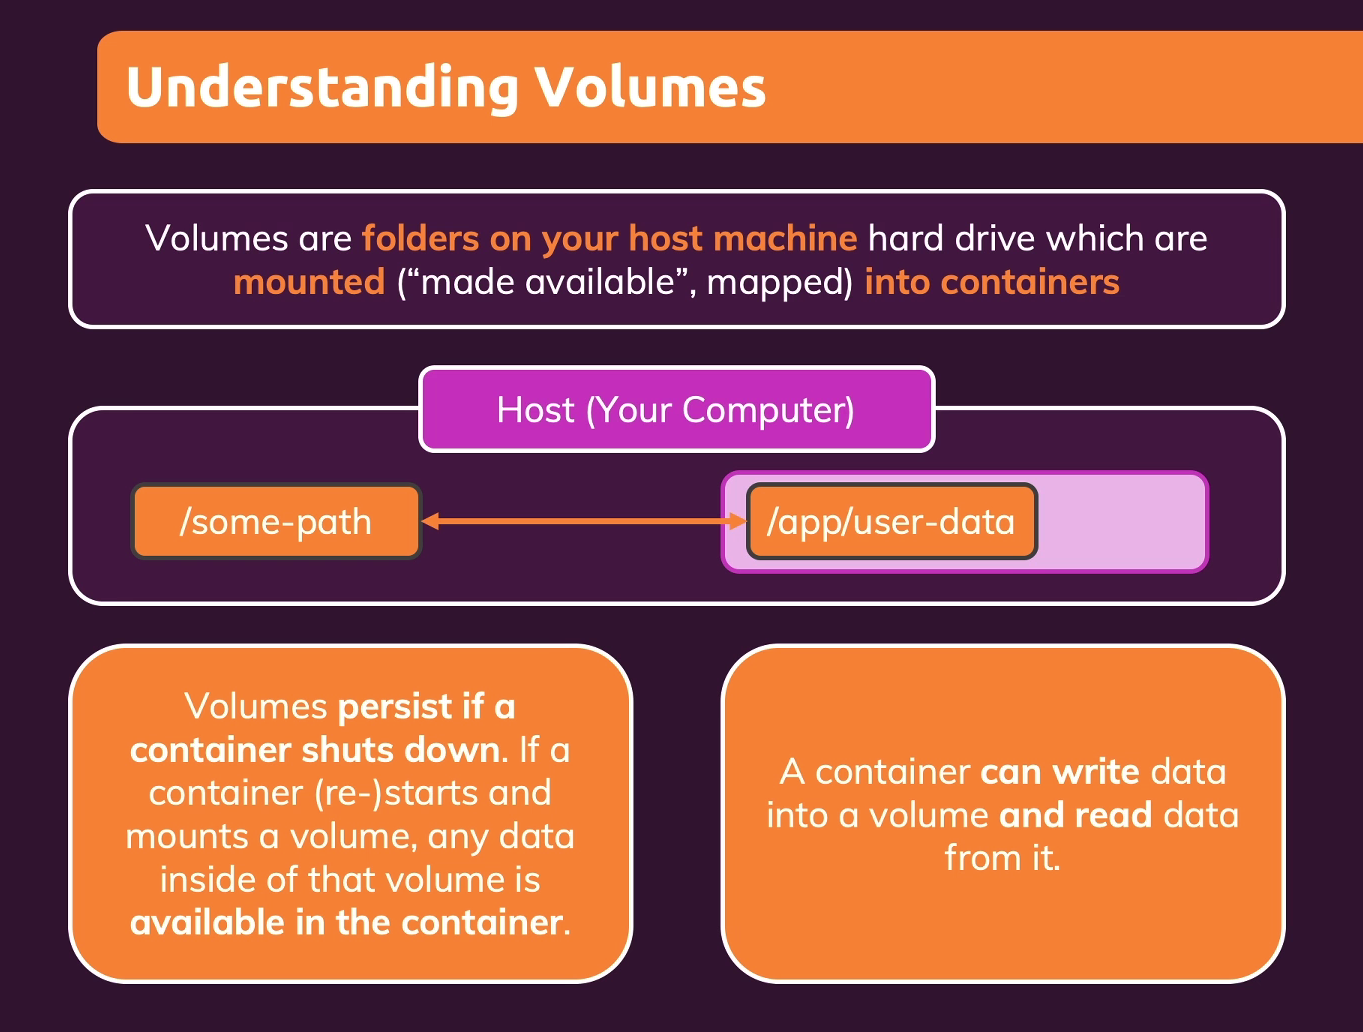 Understanding Volumes
Volumes are folders on your host machine hard drive which are
mounted (“made available”, mapped) into containers
Host (Your Computer)
/some-path
/app/user-data
Volumes persist if a
container shuts down. If a
container (re-)starts and
mounts a volume, any data
inside of that volume is
available in the container.
A container can write data
into a volume and read data
from it.